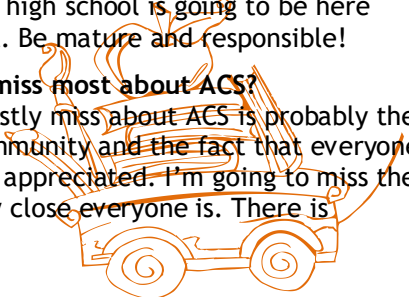 high school is going to be here
. Be mature and responsible!
miss most about ACS?
stly miss about ACS is probably the
mmunity and the fact that everyone
appreciated. I'm going to miss the
close everyone is. There is